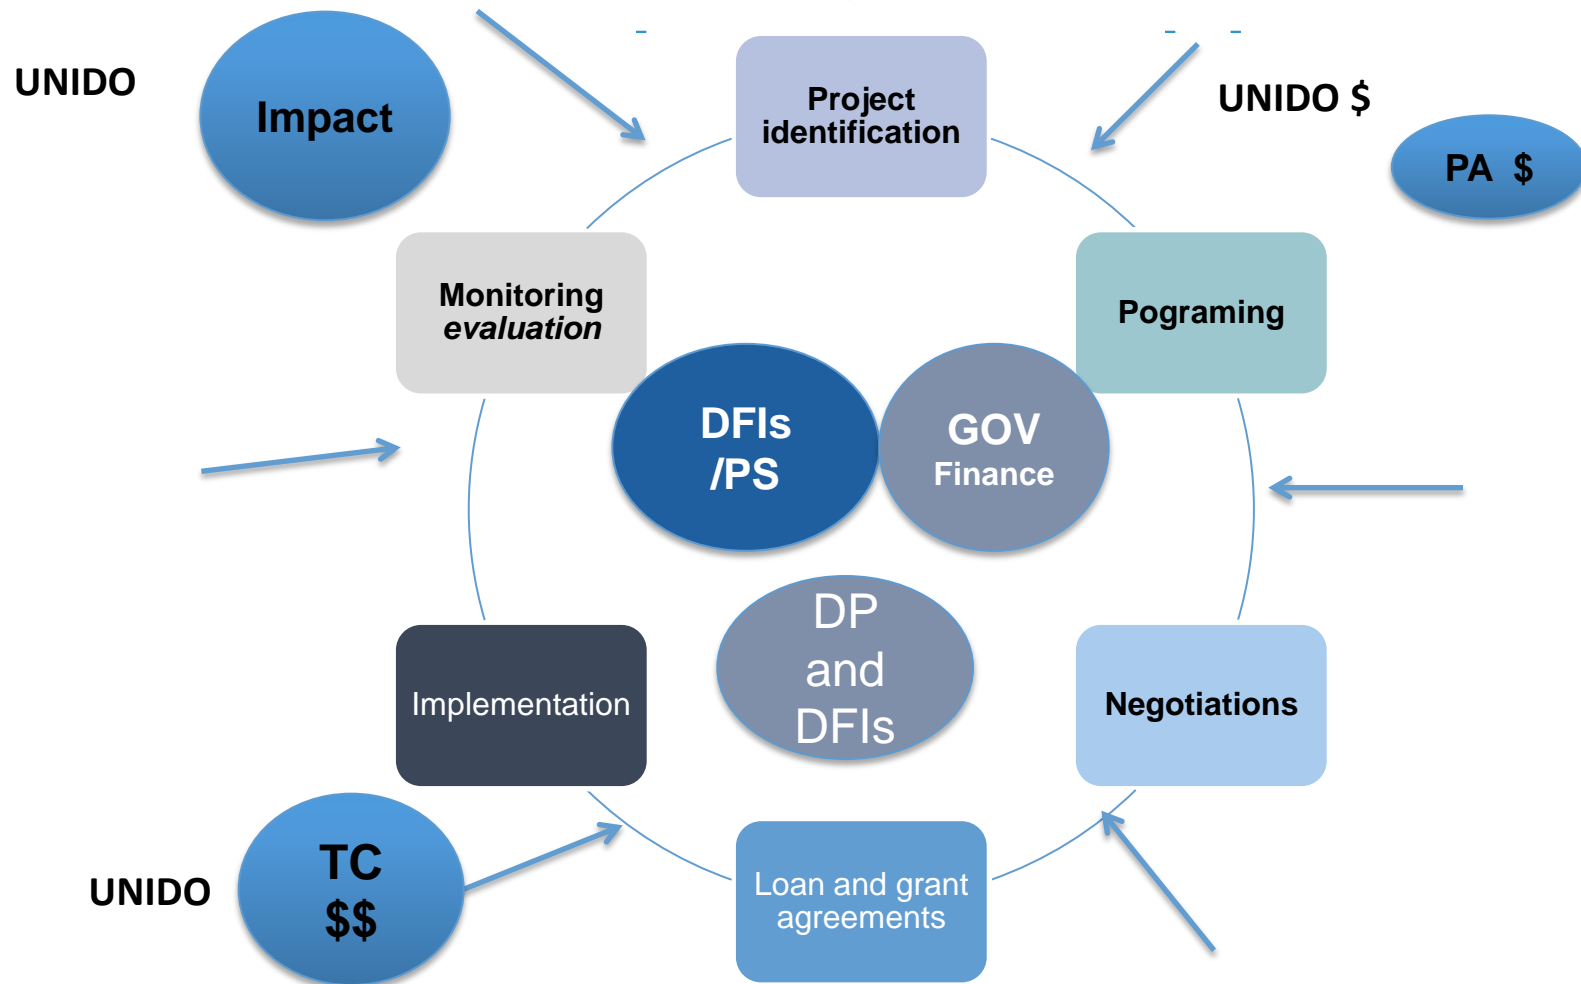 UNIDO
Impact
Project
identification
UNIDO $
PA $
Monitoring
evaluation
Pograming
DFIs
/PS
GOV
Finance
DP
and
DFIs
Implementation
Negotiations
UNIDO
TC
$$
Loan and grant
agreements